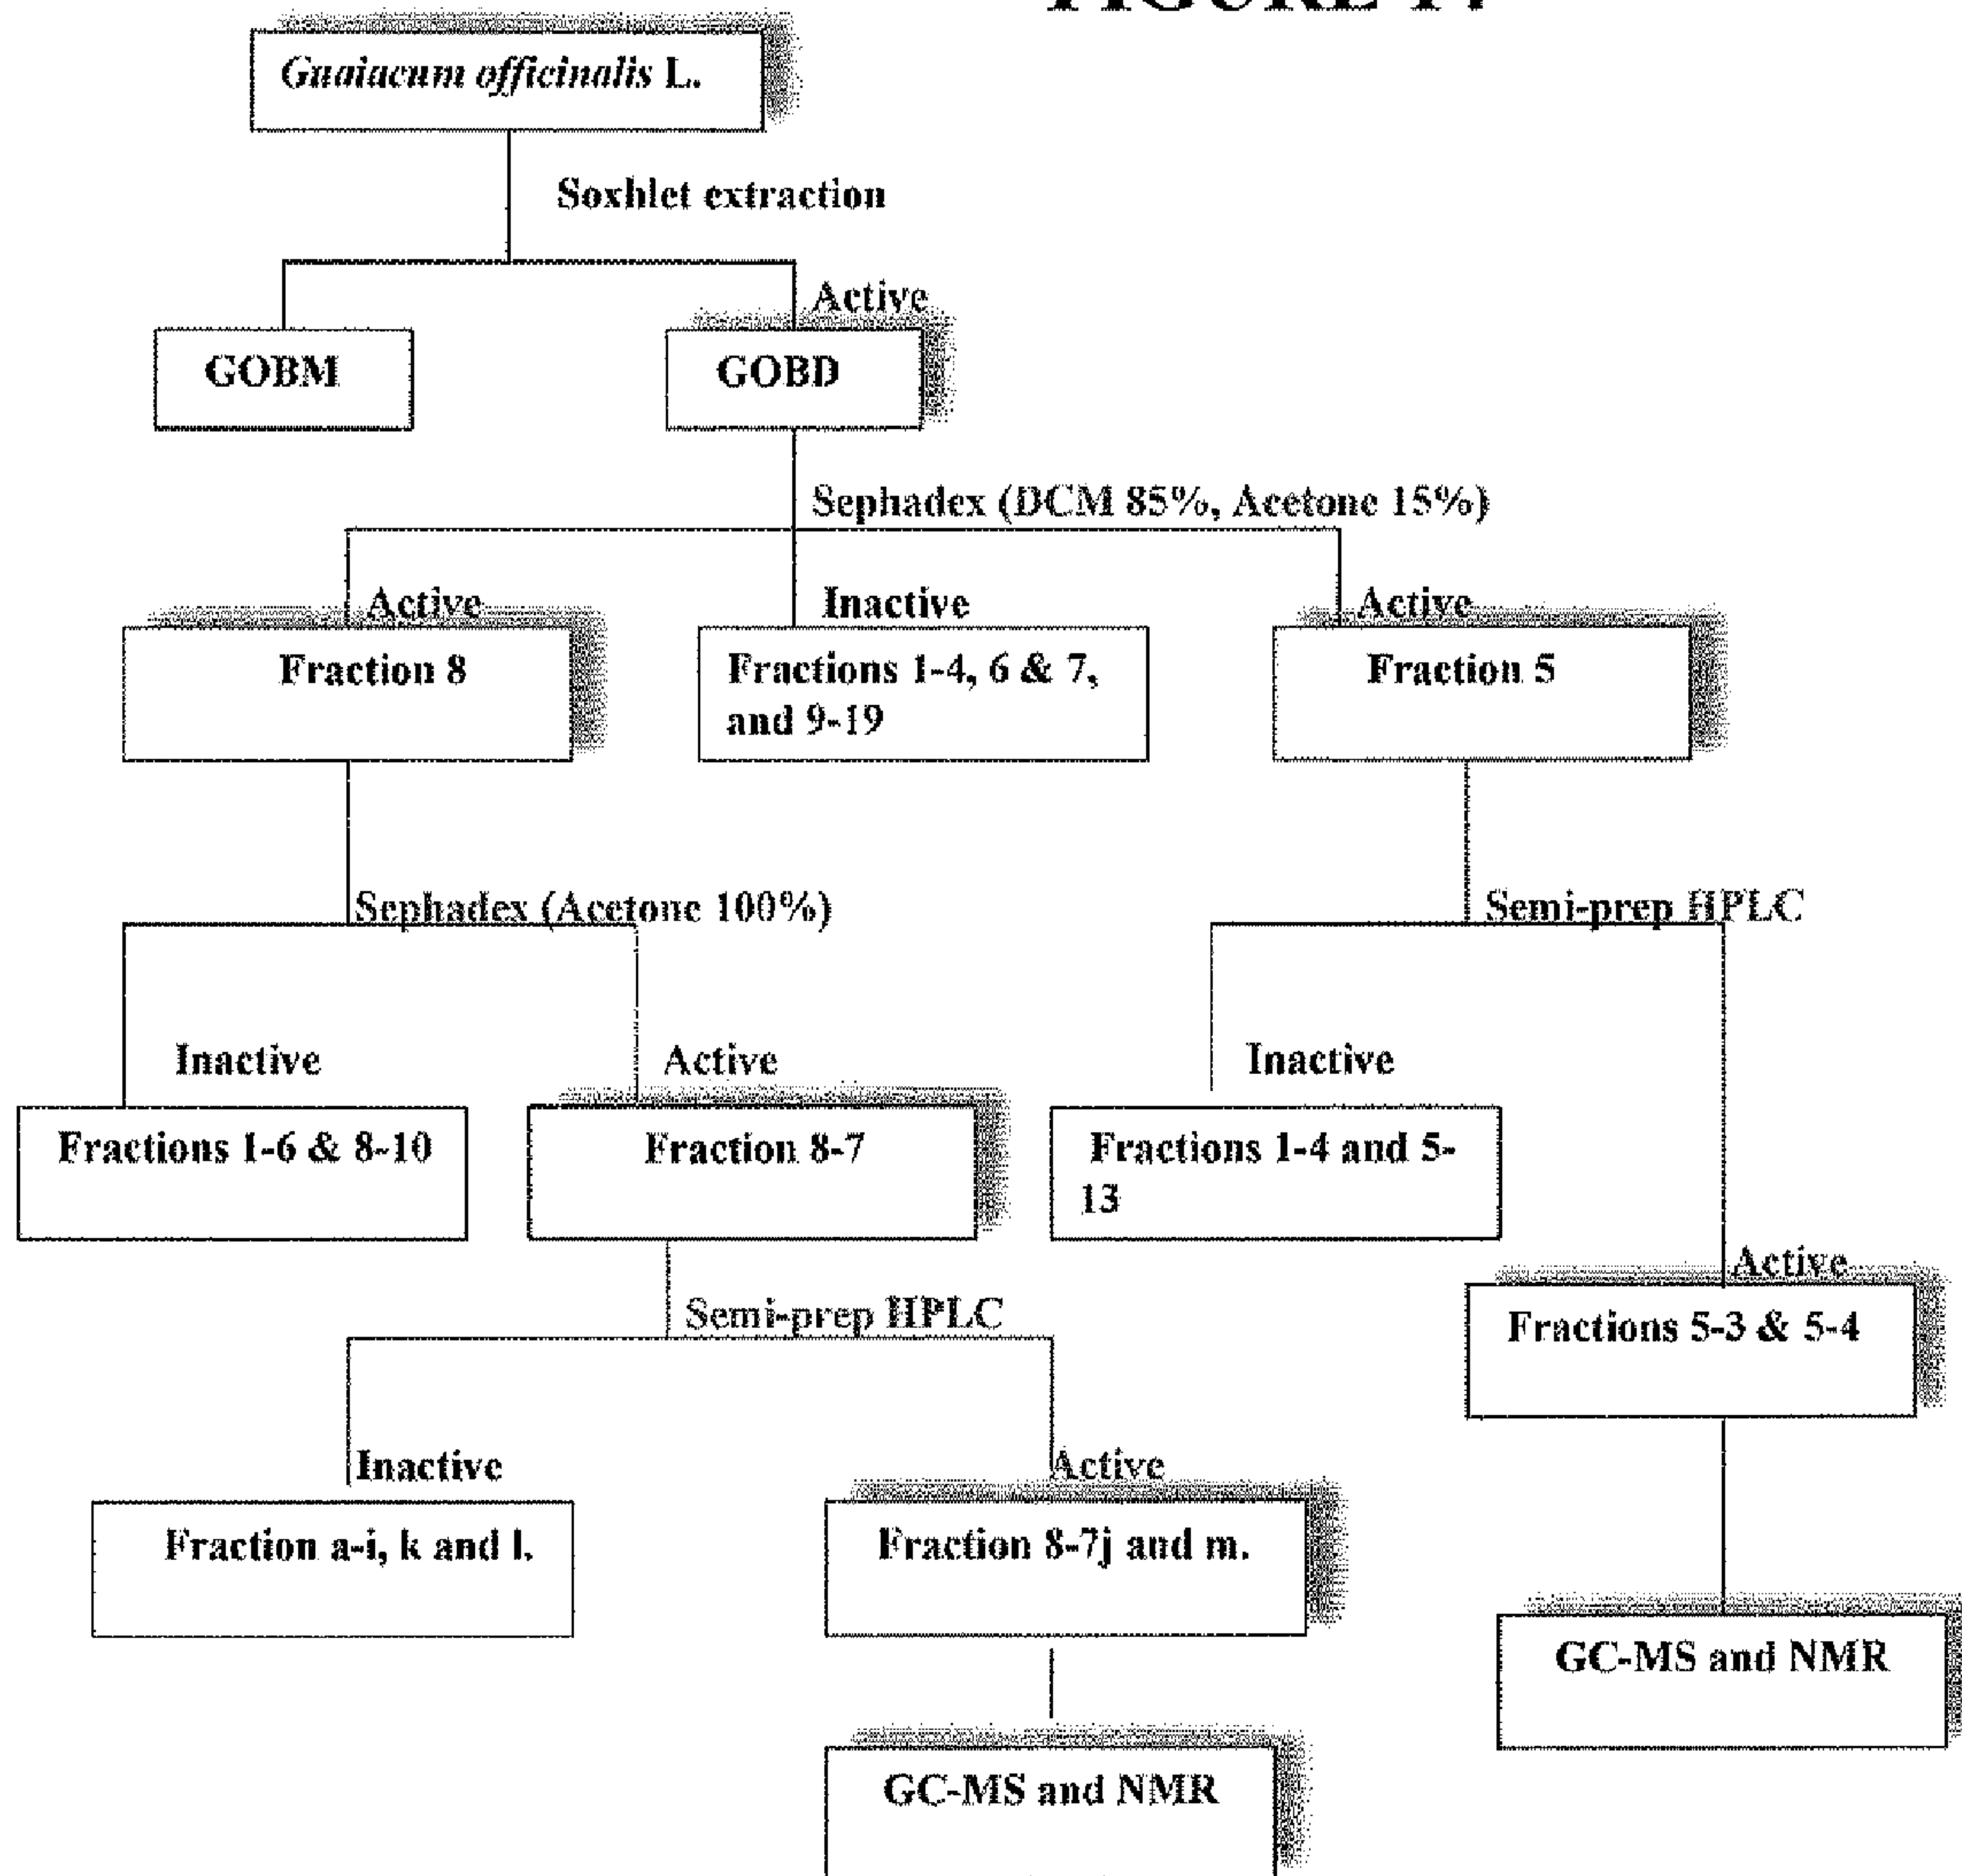 Guaiacum officinalis L.
Soxhlet extraction
Active
GOBM
GOBD
Sephadex (DCM 85%, Acetone 15%)
Active
Inactive
Active
Fraction 8
Fractions 1-4, 6 & 7,
and 9-19
Fraction 5
Sephadex (Acetone 100%)
Semi-prep HPLC
Inactive
Active
Inactive
Fractions 1-6 & 8-10
Fraction 8-7
Fractions 1-4 and 5-
13
Active
Semi-prep HPLC
Fractions 5-3 & 5-4
Inactive
Active
Fraction a-i, k and l.
Fraction 8-7j and m.
GC-MS and NMR
GC-MS and NMR